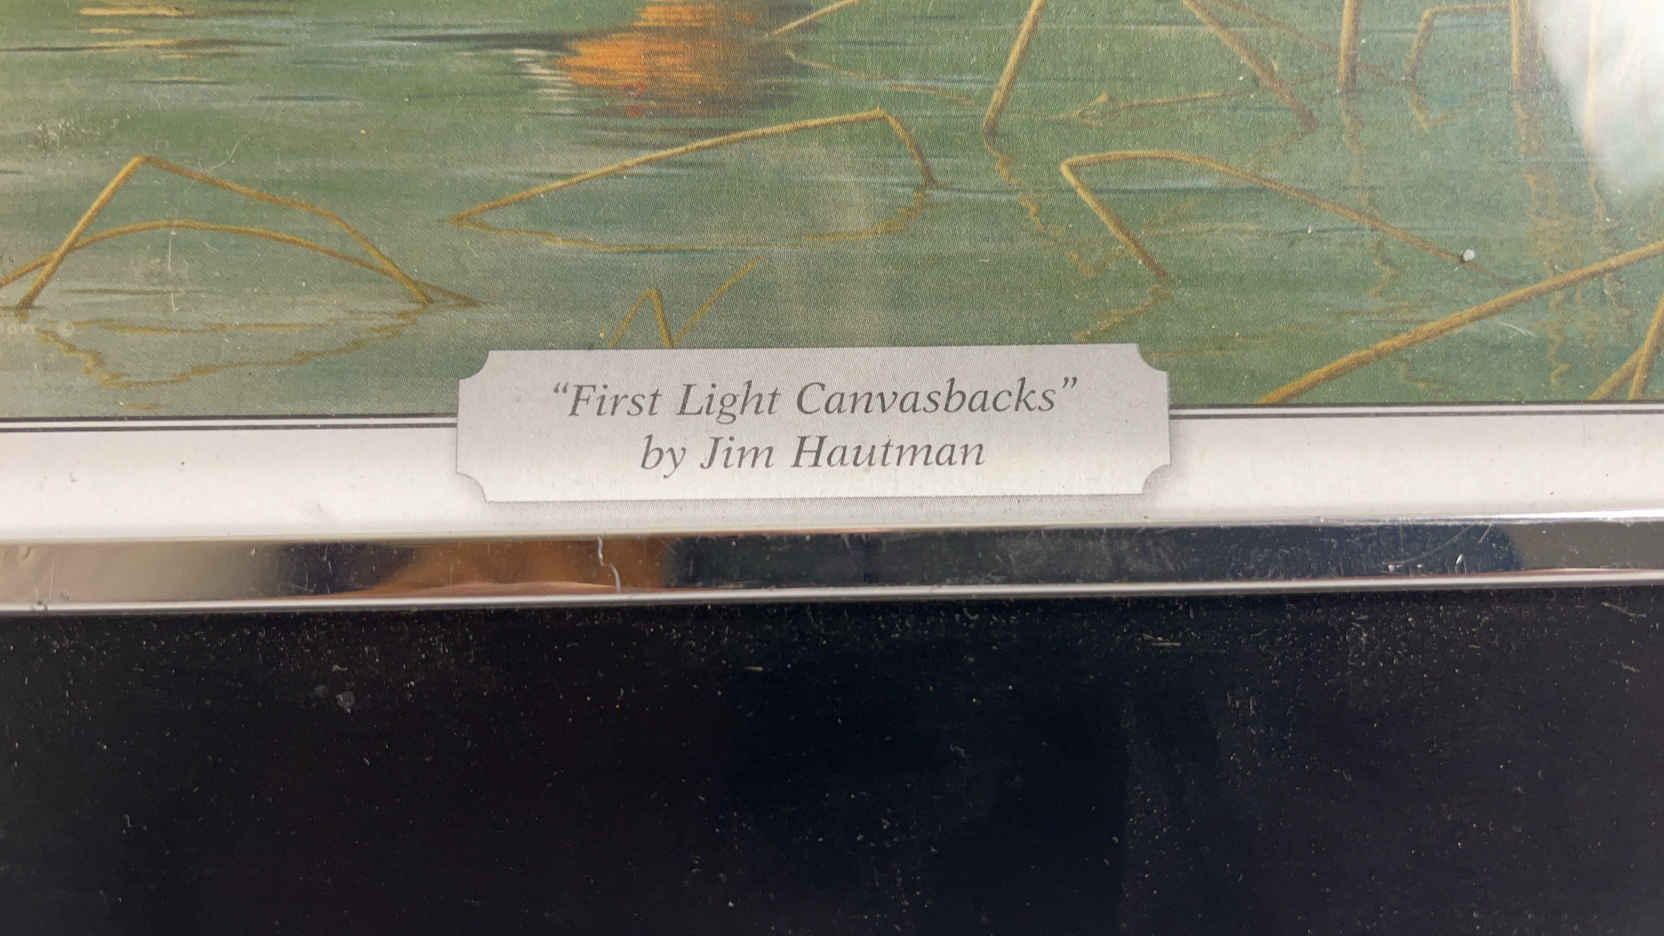 “First Light Canvasbacks”
by Jim Hautman